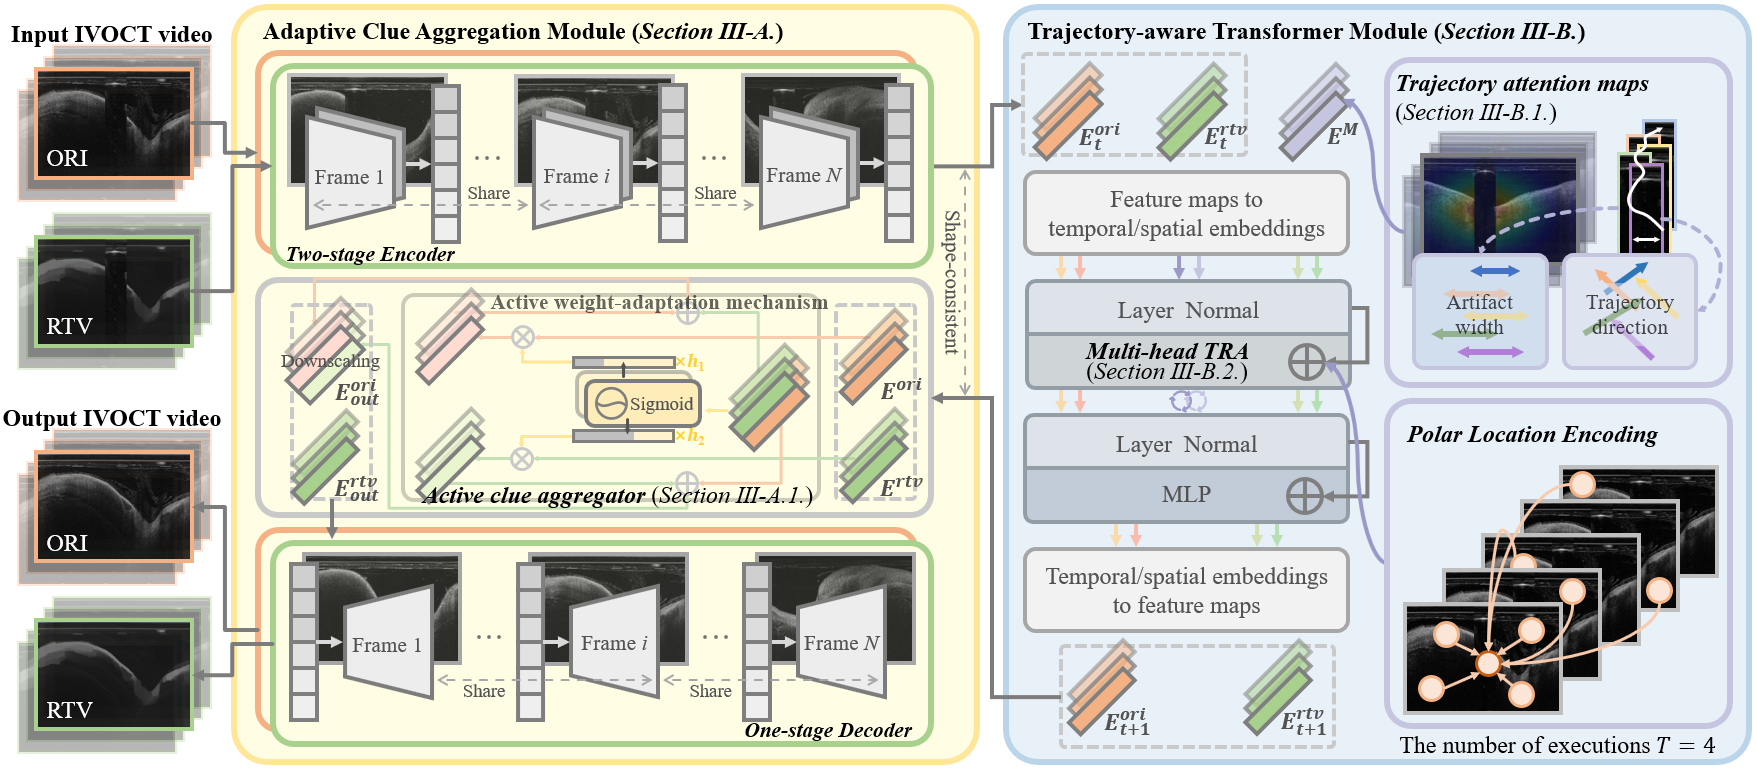 Input IVOCT video
ORI
RTV
Output IVOCT video
ORI
RTV
Adaptive Clue Aggregation Module (Section III-A.)
Frame 1
Share
Frame i
Share
Frame N
Two-stage Encoder
Shape-consistent
Active weight-adaptation mechanism
Downscaling
E^{ori}_{out}
E^{rtv}_{out}
×h_1
Sigmoid
×h_2
E^{ori}
E^{rtv}
Active clue aggregator (Section III-A.1.)
Frame 1
Share
Frame i
Share
Frame N
One-stage Decoder
Trajectory-aware Transformer Module (Section III-B.)
E^{ori}_t
E^{rtv}_t
E^M
Feature maps to
temporal/spatial embeddings
Layer Normal
Multi-head TRA
(Section III-B.2.)
Layer Normal
MLP
Temporal/spatial embeddings
to feature maps
E^{ori}_{t+1}
E^{rtv}_{t+1}
Trajectory attention maps
(Section III-B.1.)
Artifact
width
Trajectory
direction
Polar Location Encoding
The number of executions T = 4